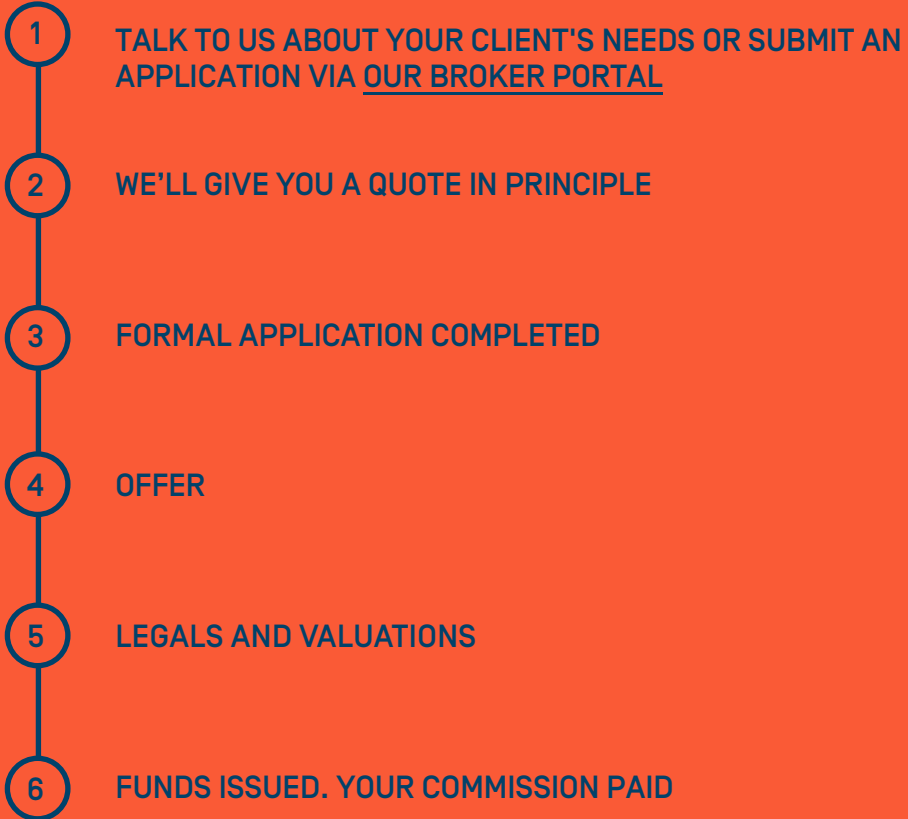 1
TALK TO US ABOUT YOUR CLIENT'S NEEDS OR SUBMIT AN
APPLICATION VIA OUR BROKER PORTAL
2
WE’LL GIVE YOU A QUOTE IN PRINCIPLE
3
FORMAL APPLICATION COMPLETED
4
OFFER
5
LEGALS AND VALUATIONS
6
FUNDS ISSUED. YOUR COMMISSION PAID